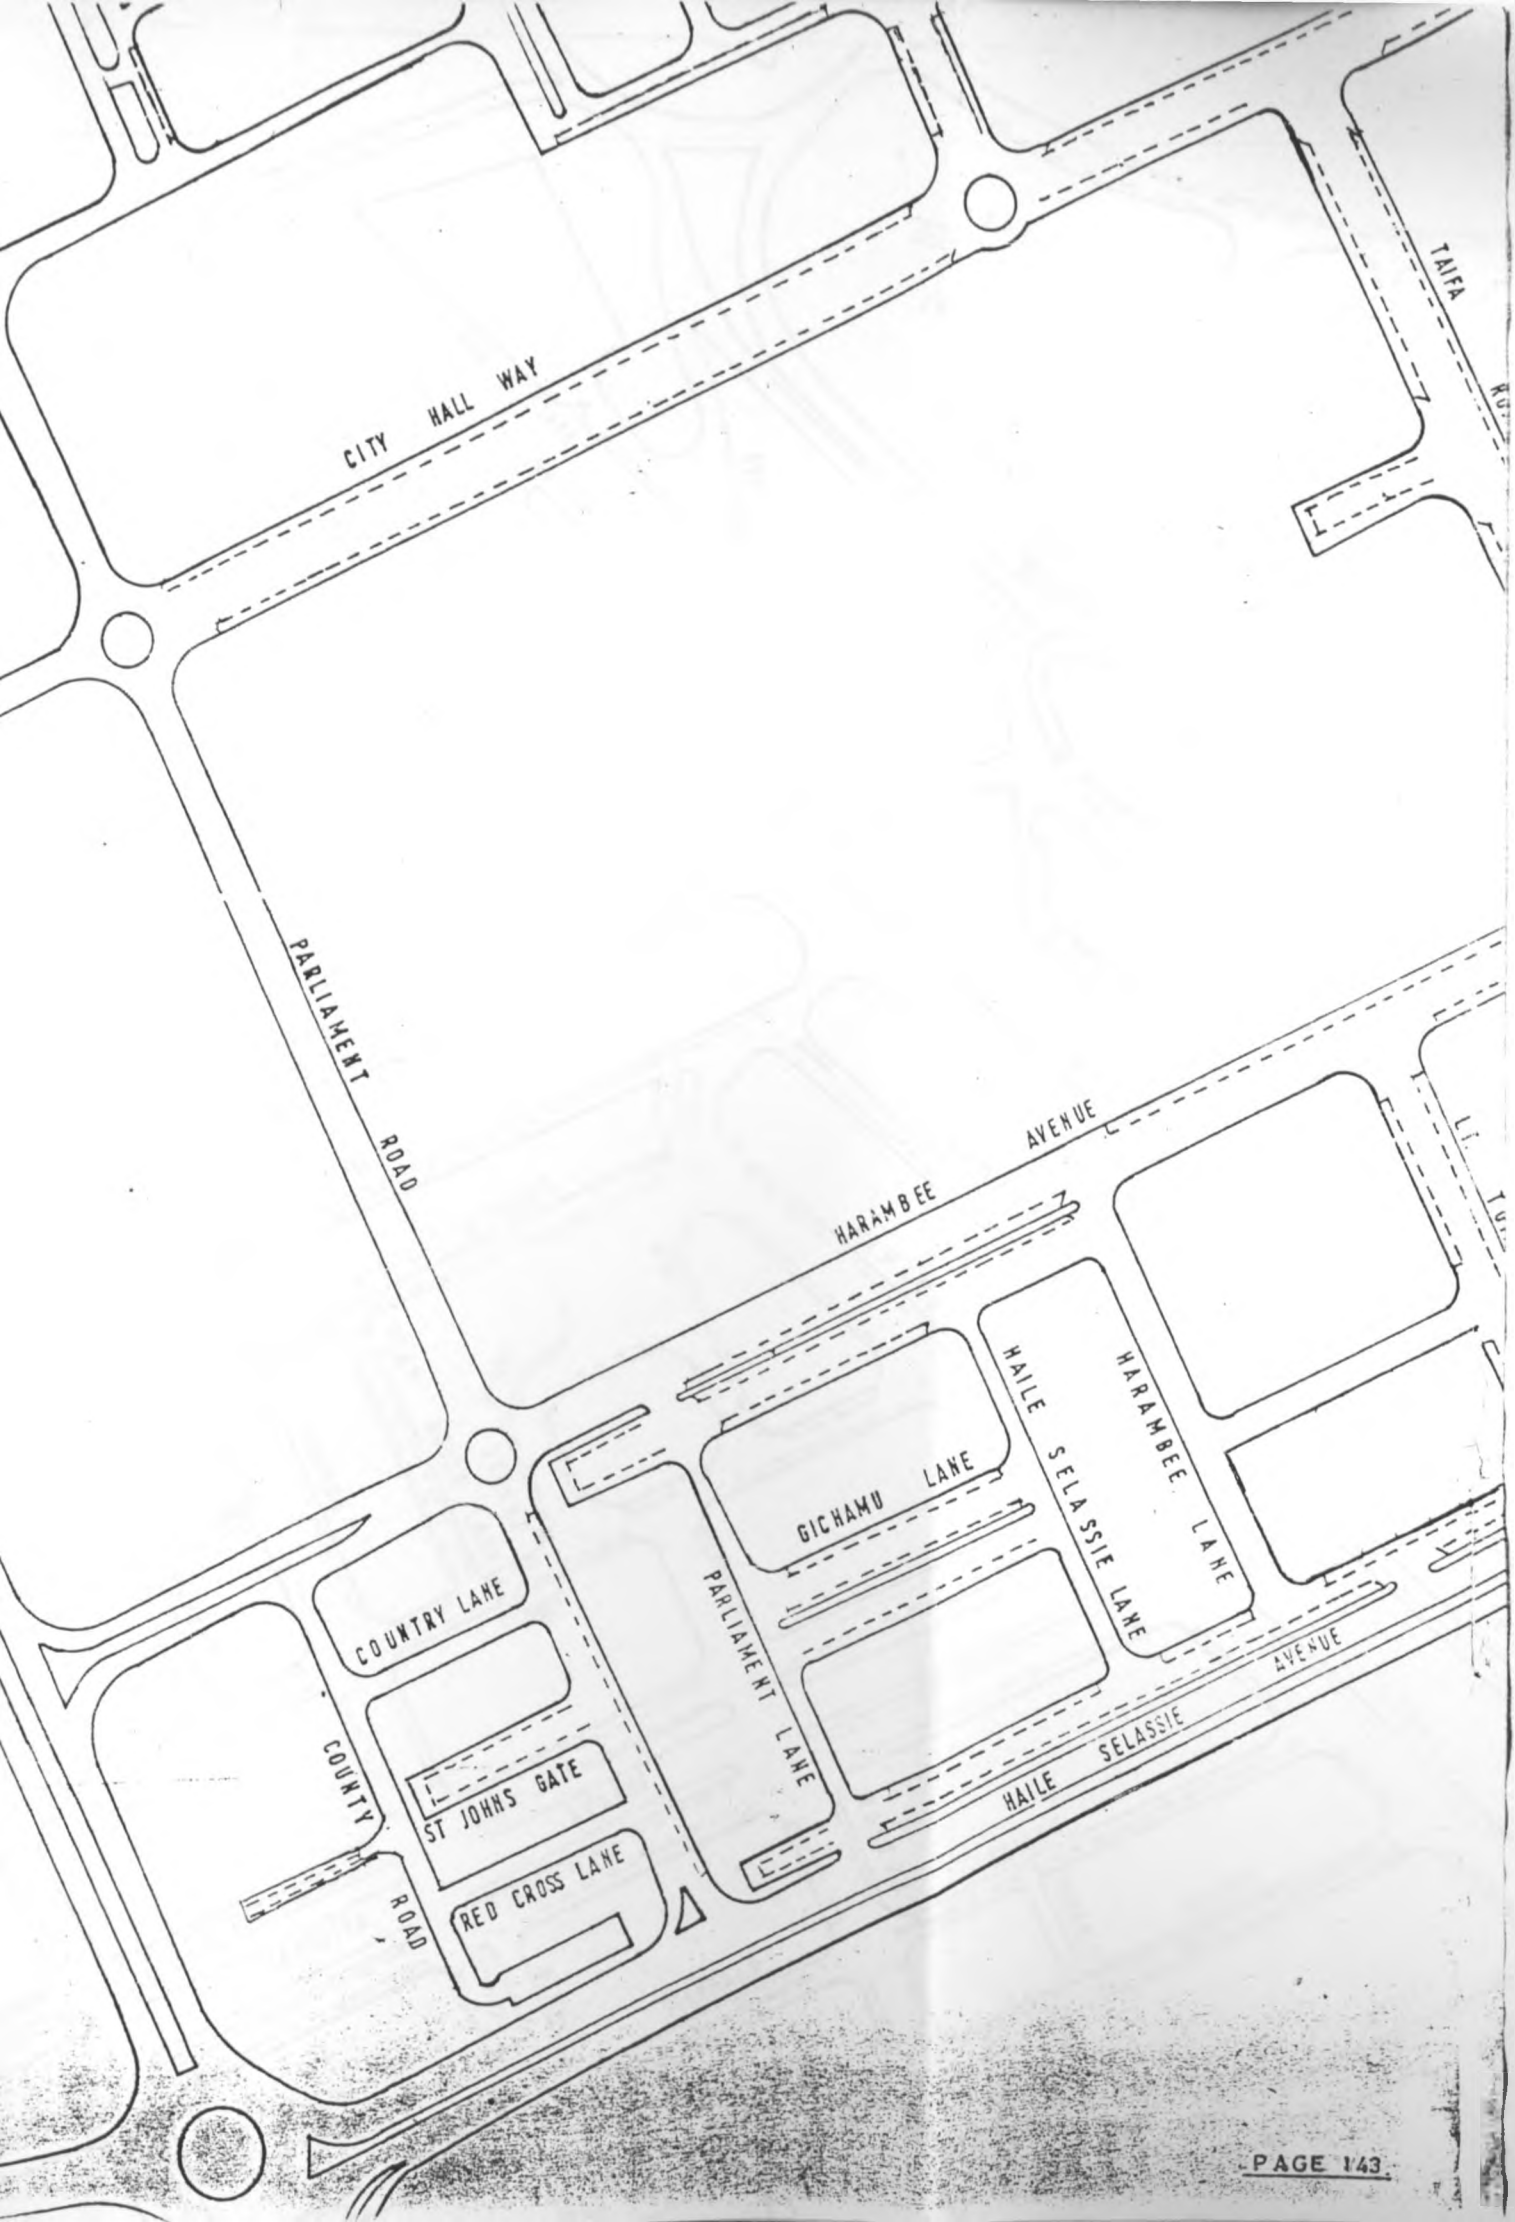 TAIFA
CITY HALL WAY
PARLIAMENT ROAD
HARAMBEE AVENUE
LT.
HAILE SELASSIE LANE
HARAMBEE LANE
GICHAMU LANE
PARLIAMENT LANE
COUNTRY LANE
COUNTY ROAD
ST JOHNS GATE
RED CROSS LANE
HAILE SELASSIE AVENUE
PAGE 143.